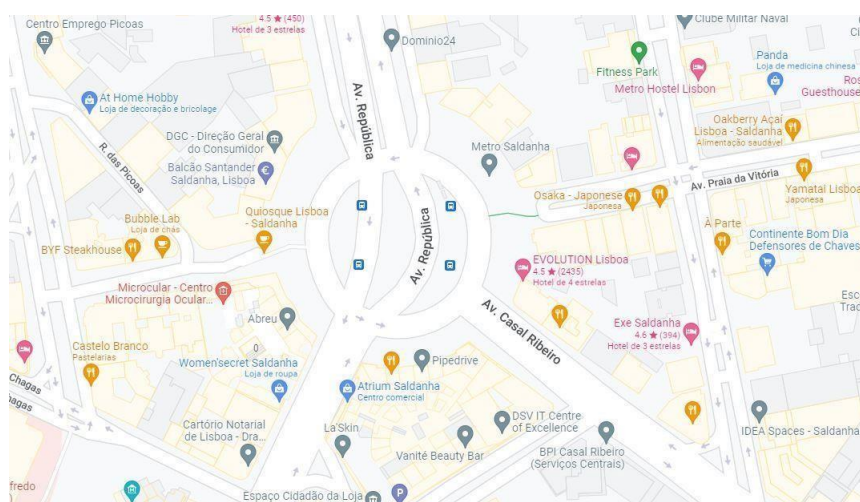 Centro Emprego Picoas
4.5 ★ (450)
Hotel de 3 estrelas
Dominio24
Clube Militar Naval
Fitness Park
Metro Hostel Lisbon
Panda
Loja de medicina chinesa
Guesthouse
At Home Hobby
Loja de decoração e bricolage
Av. República
Oakberry Açaí
Lisboa - Saldanha
Alimentação saudável
DGC - Direção Geral
do Consumidor
R. das Picoas
Metro Saldanha
Balcão Santander
Saldanha, Lisboa
Av. Praia da Vitória
Osaka - Japonese
Japonesa
Yamatai Lisboa
Japonesa
Bubble Lab
Loja de chás
Quiosque Lisboa
- Saldanha
Av. República
À Parte
BYF Steakhouse
Continente Bom Dia
Defensores de Chaves
EVOLUTION Lisboa
4.5 ★ (2435)
Hotel de 4 estrelas
Microcular - Centro
Microcirurgia Ocular...
Abreu
Av. Casal Ribeiro
Exe Saldanha
4.6 ★ (394)
Hotel de 3 estrelas
0
Castelo Branco
Pastelarias
Women'secret Saldanha
Loja de roupa
Pipedrive
Chagas
Atrium Saldanha
Centro comercial
DSV IT Centre
of Excellence
Cartório Notarial
de Lisboa - Dra...
La'Skin
Vanité Beauty Bar
BPI Casal Ribeiro
(Serviços Centrais)
IDEA Spaces - Saldanha
Espaço Cidadão da Loja
P